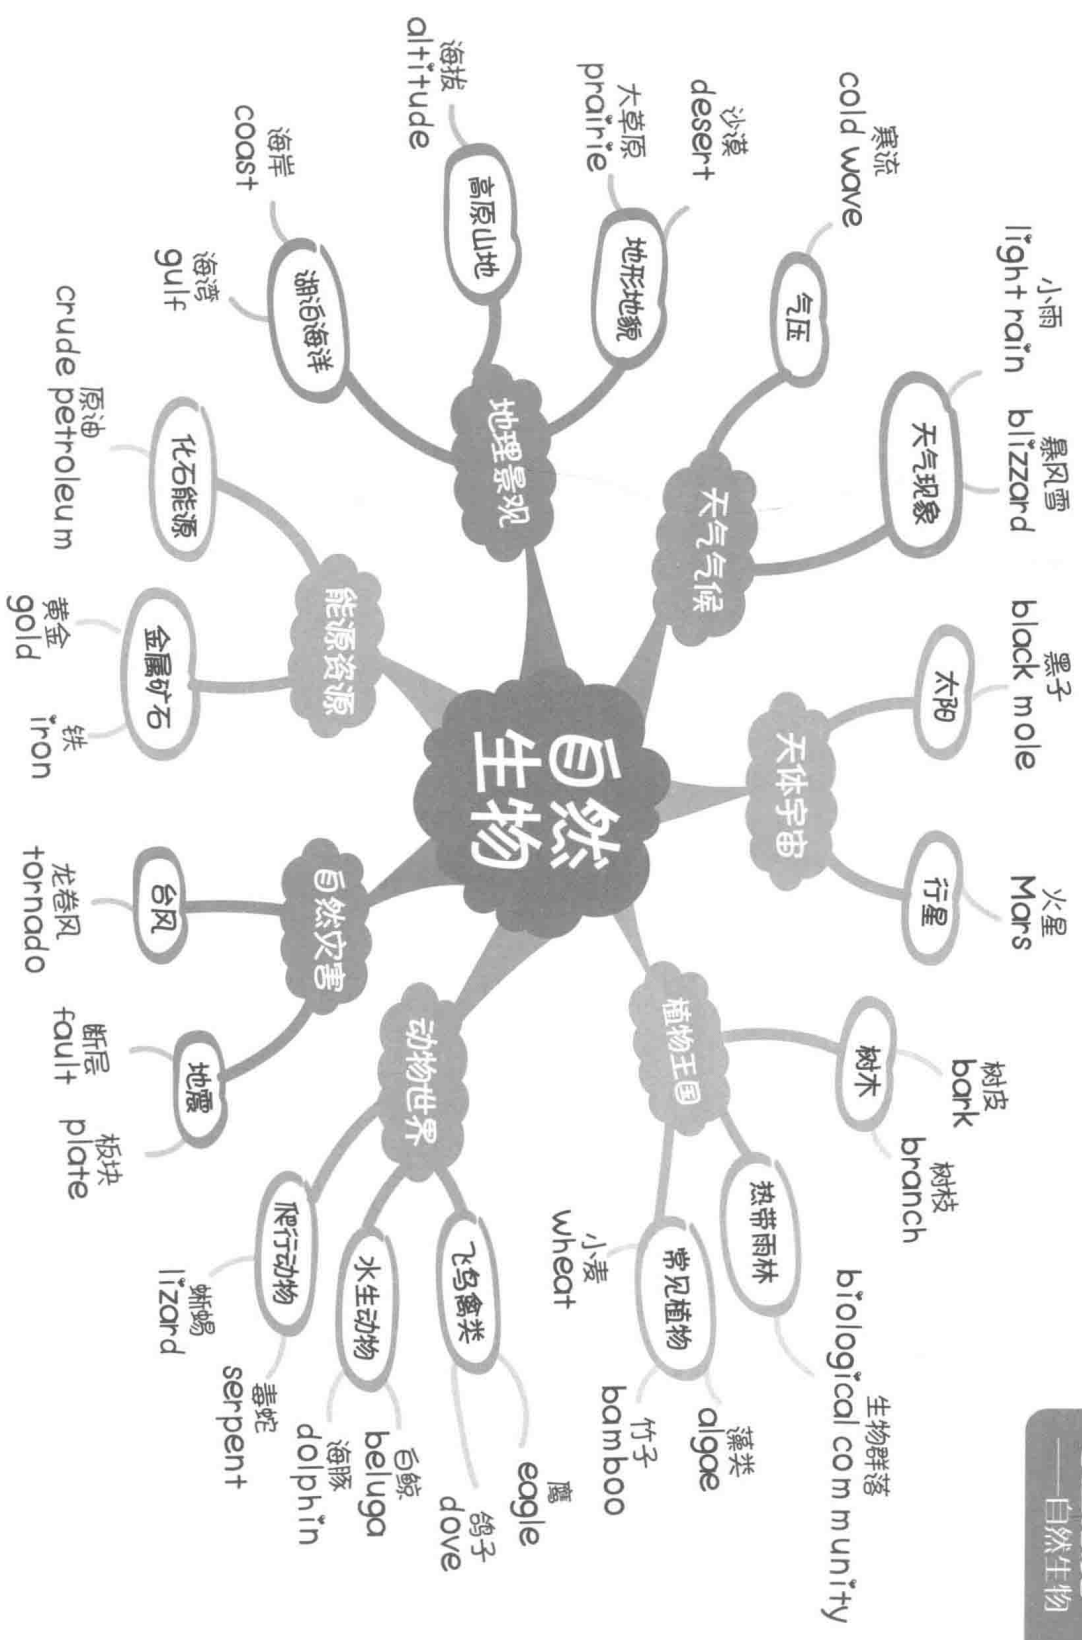 ——自然生物
自然
生物
天气气候
气压
寒流
cold wave
天气现象
小雨
light rain
暴风雪
blizzard
天体宇宙
太阳
黑子
black mole
行星
火星
Mars
植物王国
树木
树皮
bark
树枝
branch
热带雨林
生物群落
biological community
常见植物
藻类
algae
竹子
bamboo
小麦
wheat
动物世界
飞鸟禽类
鹰
eagle
鸽子
dove
水生动物
白鲸
beluga
海豚
dolphin
爬行动物
毒蛇
serpent
蜥蜴
lizard
自然灾害
地震
板块
plate
断层
fault
台风
龙卷风
tornado
能源资源
金属矿石
铁
iron
黄金
gold
化石能源
原油
crude petroleum
地理景观
湖泊海洋
海湾
gulf
海岸
coast
高原山地
海拔
altitude
地形地貌
大草原
prairie
沙漠
desert